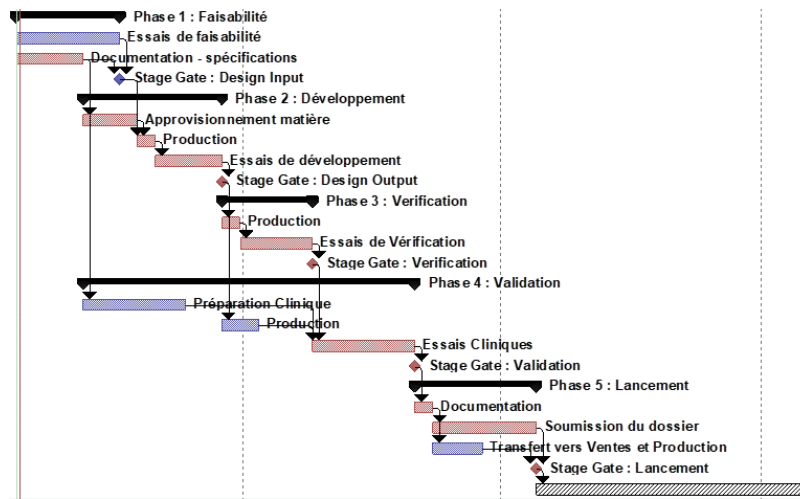 Phase 1 : Faisabilité
Essais de faisabilité
Documentation - spécifications
Stage Gate : Design Input
Phase 2 : Développement
Approvisionnement matière
Production
Essais de développement
Stage Gate : Design Output
Phase 3 : Verification
Production
Essais de Vérification
Stage Gate : Verification
Phase 4 : Validation
Préparation Clinique
Production
Essais Cliniques
Stage Gate : Validation
Phase 5 : Lancement
Documentation
Soumission du dossier
Transfert vers Ventes et Production
Stage Gate : Lancement